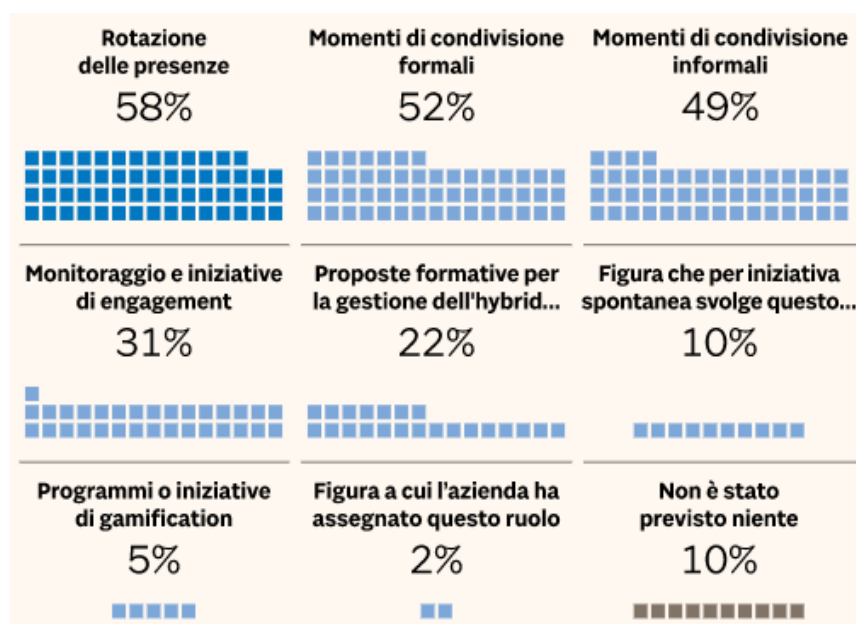 Rotazione
delle presenze
58%
Momenti di condivisione
formali
52%
Momenti di condivisione
informali
49%
Monitoraggio e iniziative
di engagement
31%
Proposte formative per
la gestione dell'hybrid...
22%
Figura che per iniziativa
spontanea svolge questo...
10%
Programmi o iniziative
di gamification
5%
Figura a cui l'azienda ha
assegnato questo ruolo
2%
Non è stato
previsto niente
10%